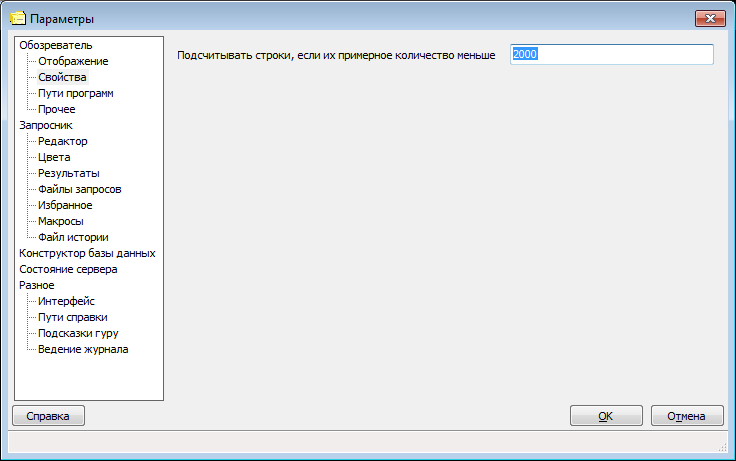 Параметры
Обозреватель
Отображение
Свойства
Пути программ
Прочее
Запросник
Редактор
Цвета
Результаты
Файлы запросов
Избранное
Макросы
Файл истории
Конструктор базы данных
Состояние сервера
Разное
Интерфейс
Пути справки
Подсказки гуру
Ведение журнала
Подсчитывать строки, если их примерное количество меньше 2000
Справка
OK
Отмена